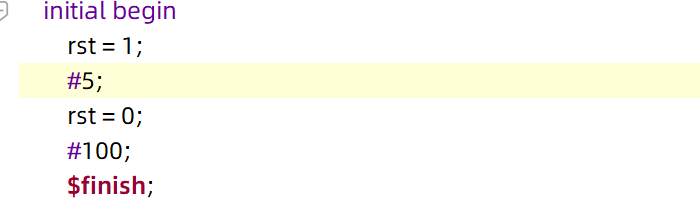 initial begin
rst = 1;
#5;
rst = 0;
#100;
$finish;